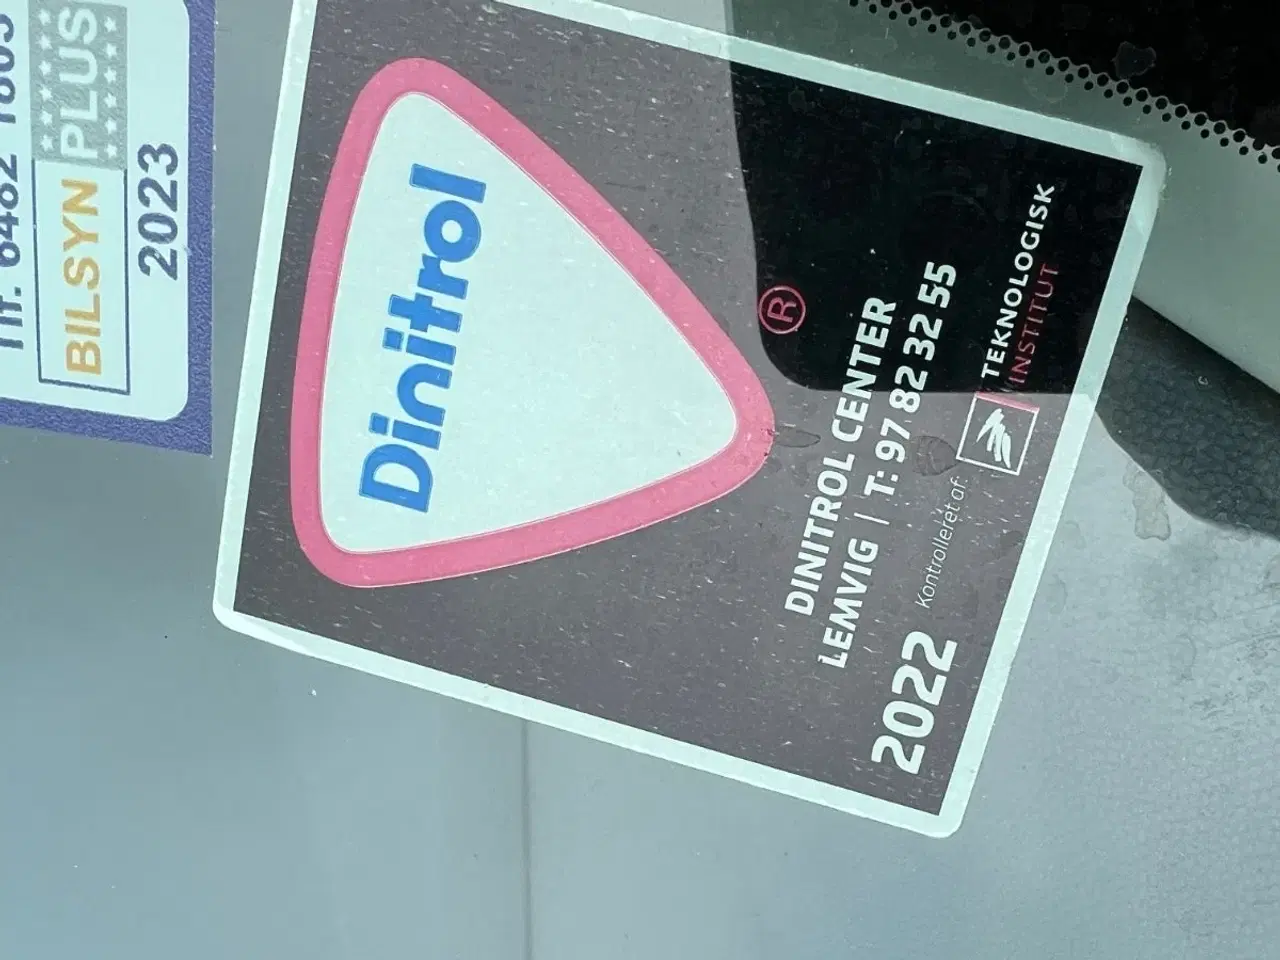 BILSYN PLUS
2023
Dinitrol
®
DINITROL CENTER
LEMVIG | T: 97 82 32 55
2022 Kontrolleret af:
TEKNOLOGISK
INSTITUT